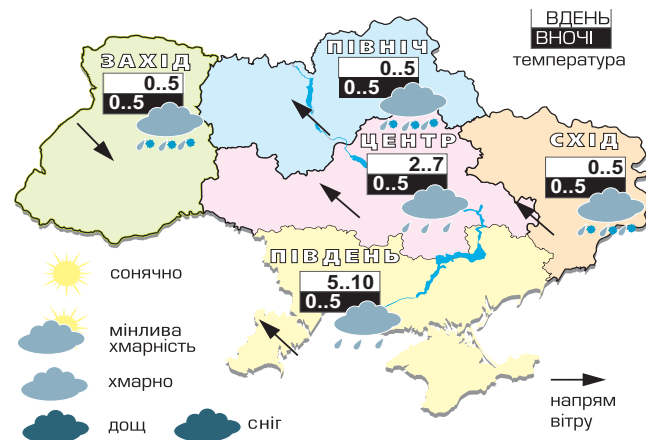 ВДЕНЬ
ВНОЧІ
температура
ЗАХІД
0..5
0..5
ПІВНІЧ
0..5
0..5
ЦЕНТР
2..7
0..5
СХІД
0..5
0..5
ПІВДЕНЬ
5..10
0..5
сонячно
мінлива
хмарність
хмарно
дощ
сніг
напрям
вітру